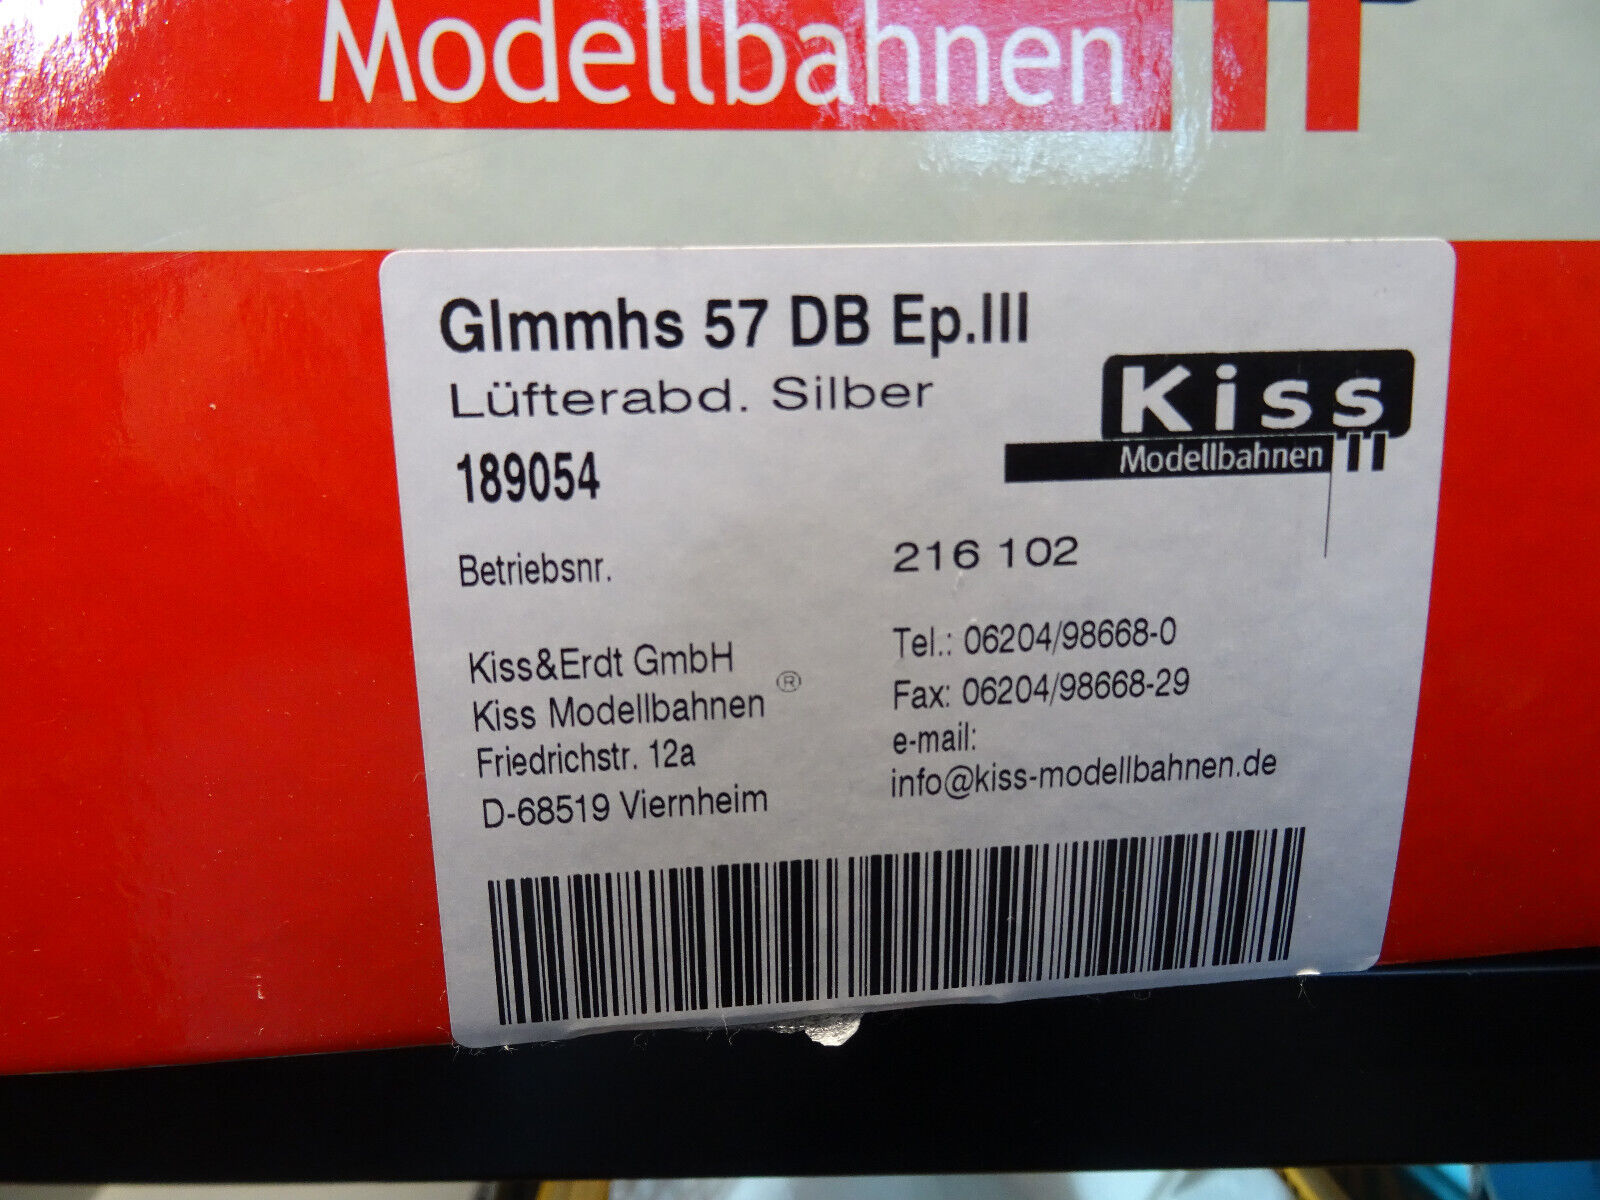 Modellbahnen
Glmmhs 57 DB Ep.III
Lüfterabd. Silber
Kiss
Modellbahnen
189054
Betriebsnr. 216 102
Kiss&Erdt GmbH
Kiss Modellbahnen ®
Friedrichstr. 12a
D-68519 Viernheim
Tel.: 06204/98668-0
Fax: 06204/98668-29
e-mail:
info@kiss-modellbahnen.de